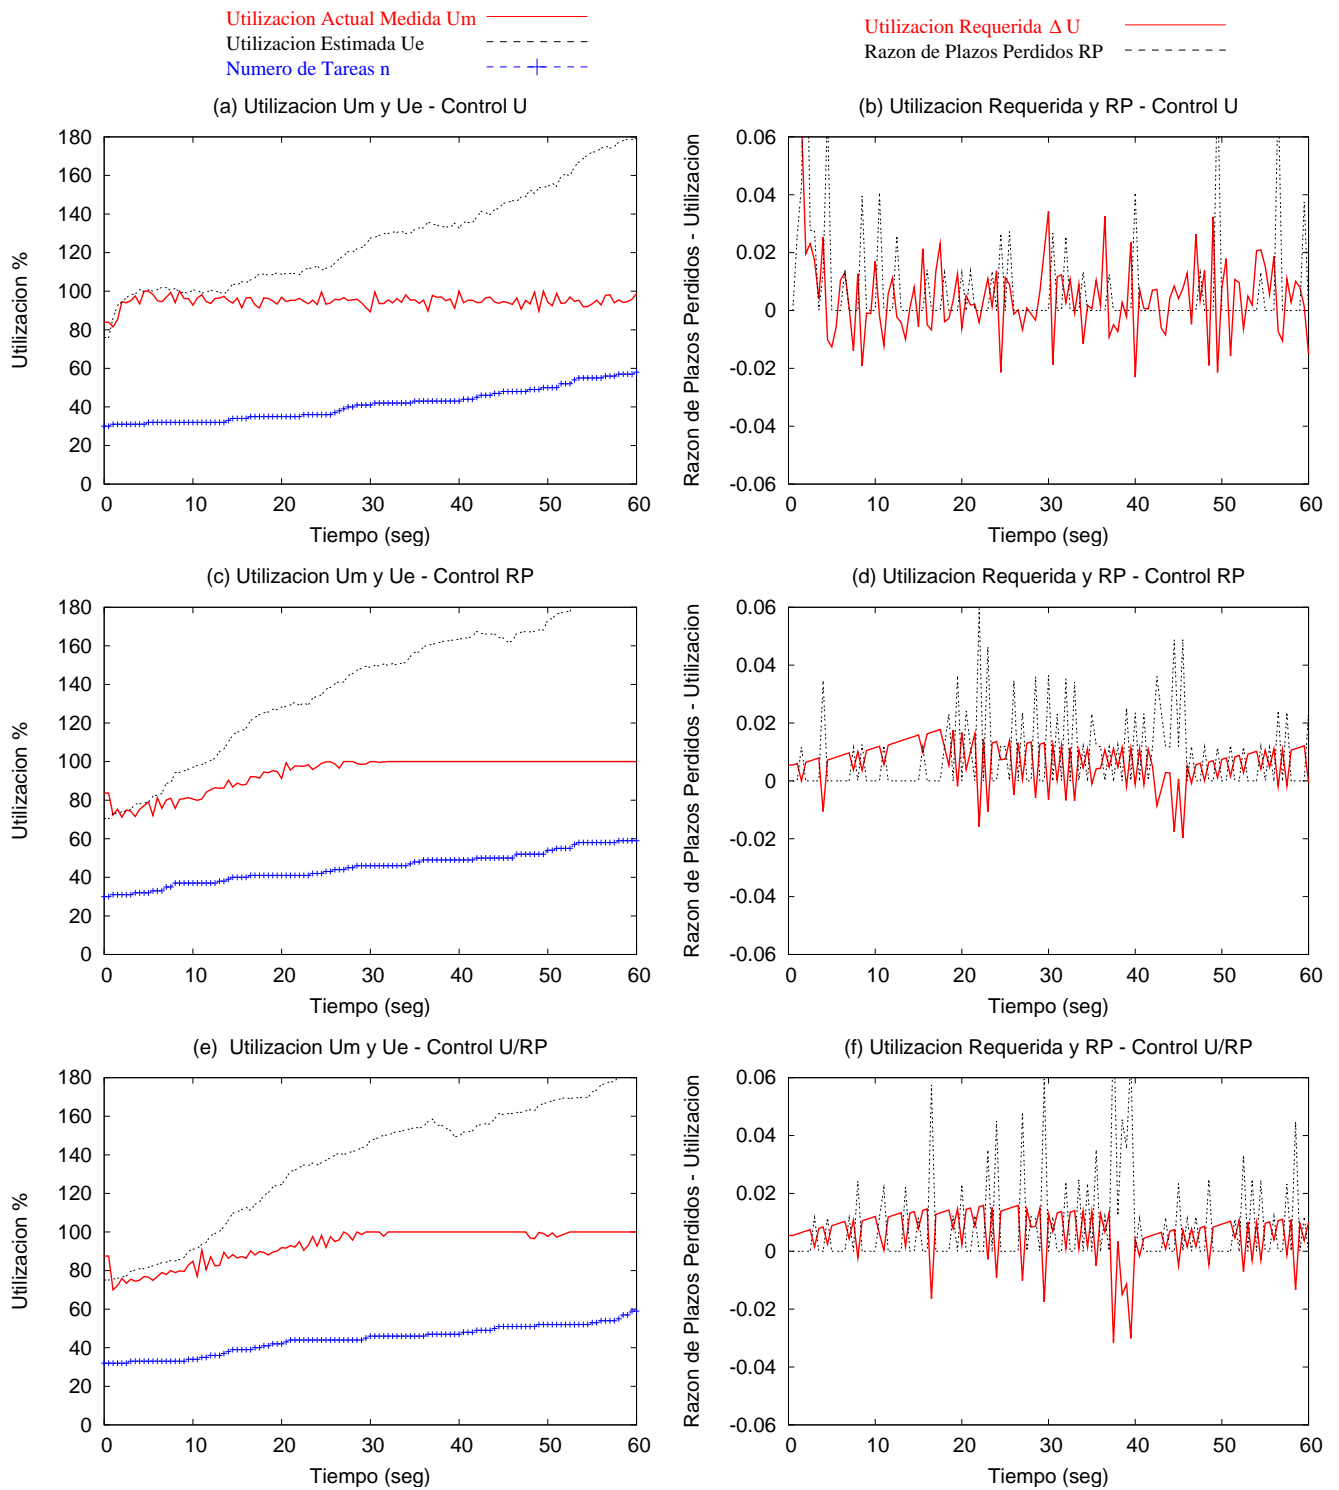 Utilizacion Actual Medida Um
Utilizacion Estimada Ue
Numero de Tareas n
Utilizacion Requerida Δ U
Razon de Plazos Perdidos RP
(a) Utilizacion Um y Ue - Control U
180
160
140
120
100
80
60
40
20
0
0 10 20 30 40 50 60
Utilizacion %
Tiempo (seg)
(b) Utilizacion Requerida y RP - Control U
0.06
0.04
0.02
0
-0.02
-0.04
-0.06
0 10 20 30 40 50 60
Razon de Plazos Perdidos - Utilizacion
Tiempo (seg)
(c) Utilizacion Um y Ue - Control RP
180
160
140
120
100
80
60
40
20
0
0 10 20 30 40 50 60
Utilizacion %
Tiempo (seg)
(d) Utilizacion Requerida y RP - Control RP
0.06
0.04
0.02
0
-0.02
-0.04
-0.06
0 10 20 30 40 50 60
Razon de Plazos Perdidos - Utilizacion
Tiempo (seg)
(e) Utilizacion Um y Ue - Control U/RP
180
160
140
120
100
80
60
40
20
0
0 10 20 30 40 50 60
Utilizacion %
Tiempo (seg)
(f) Utilizacion Requerida y RP - Control U/RP
0.06
0.04
0.02
0
-0.02
-0.04
-0.06
0 10 20 30 40 50 60
Razon de Plazos Perdidos - Utilizacion
Tiempo (seg)